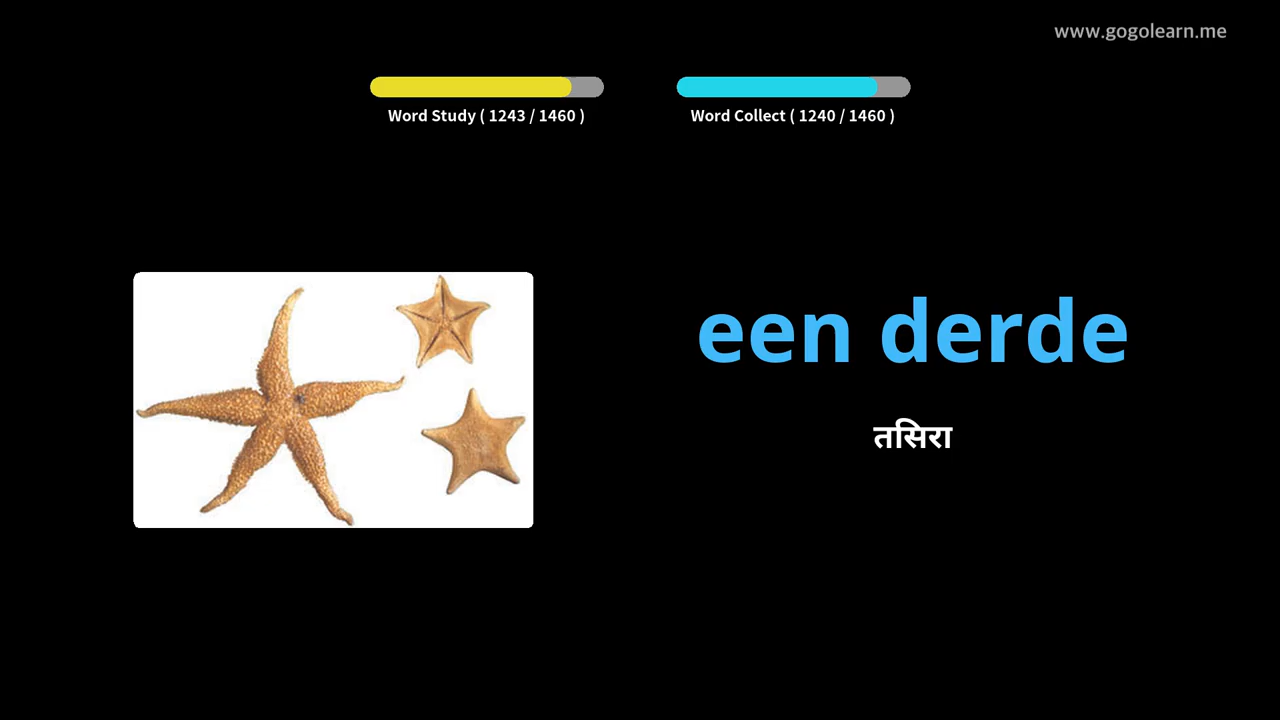 www.gogolearn.me
Word Study ( 1243 / 1460 )
Word Collect ( 1240 / 1460 )
een derde
तसिरा